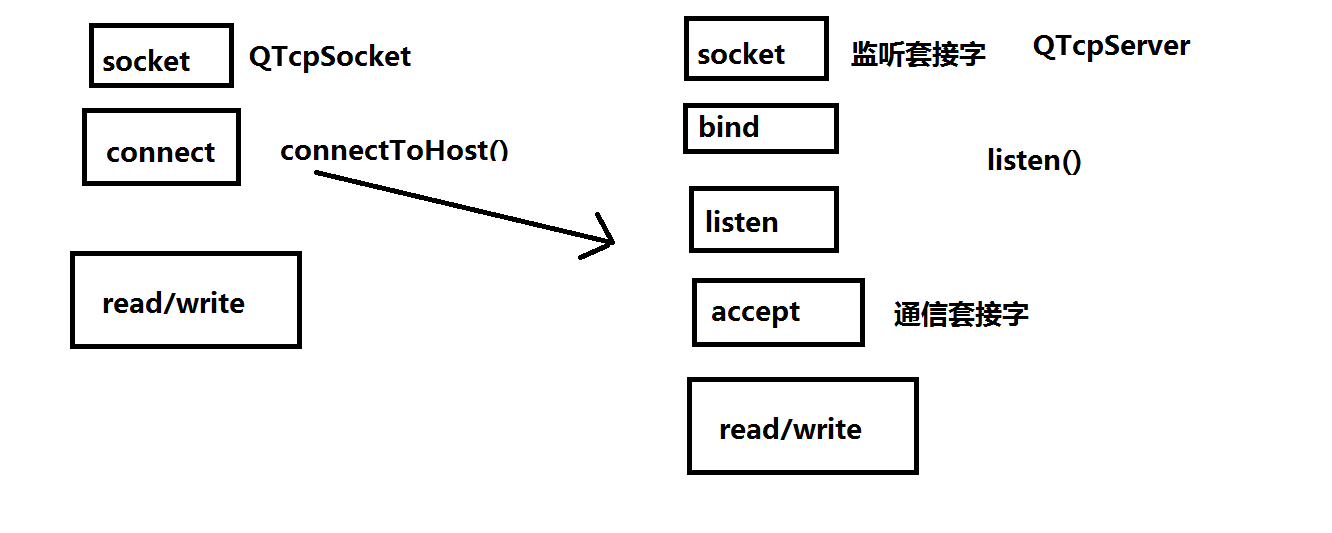 socket QTcpSocket
connect connectToHost()
read/write
socket 监听套接字 QTcpServer
bind
listen()
listen
accept 通信套接字
read/write